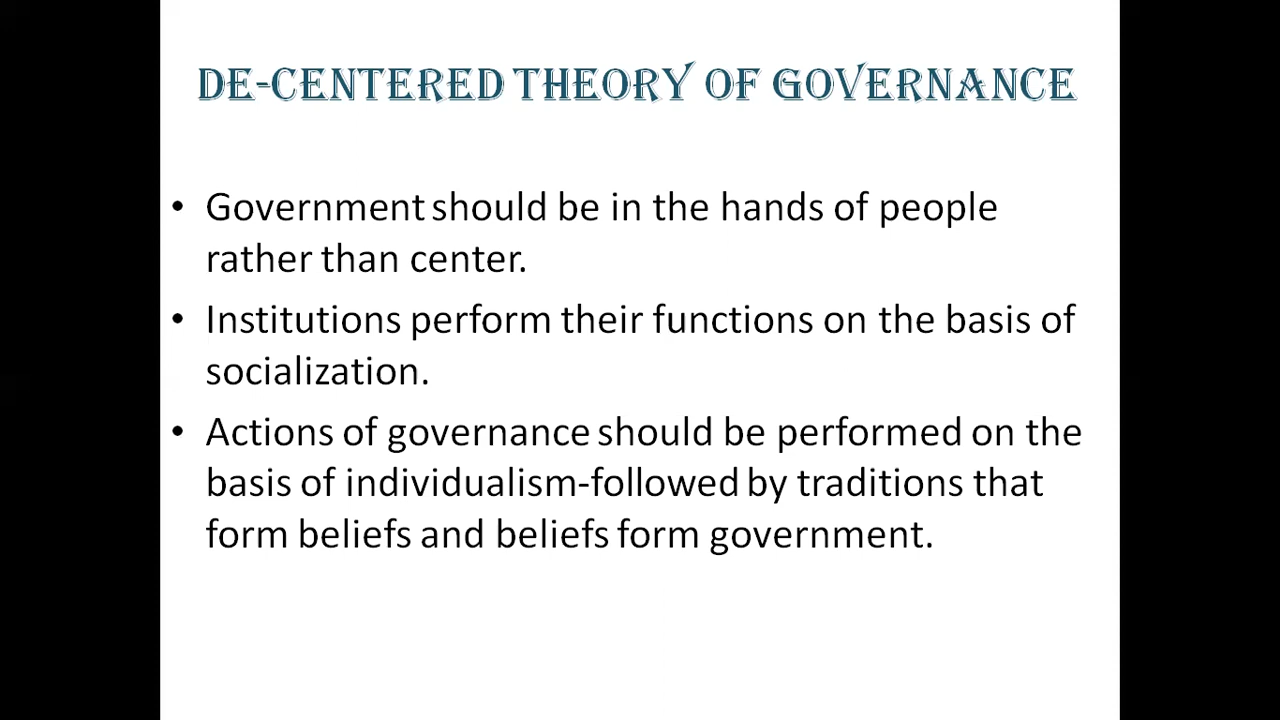 DE-CENTERED THEORY OF GOVERNANCE
• Government should be in the hands of people
rather than center.
• Institutions perform their functions on the basis of
socialization.
• Actions of governance should be performed on the
basis of individualism-followed by traditions that
form beliefs and beliefs form government.